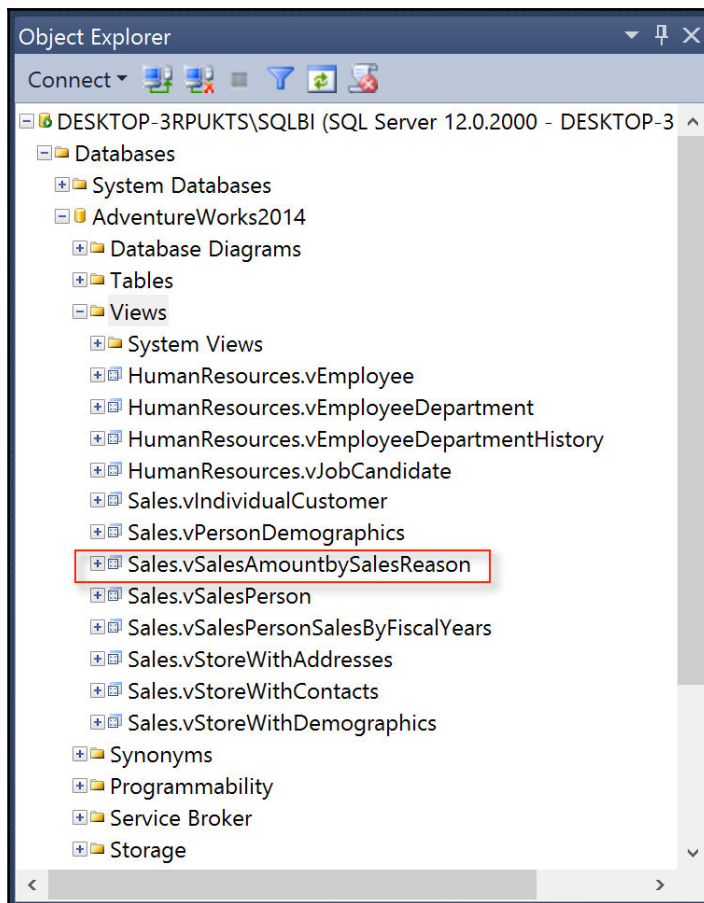 Object Explorer
Connect
DESKTOP-3RPUKTS\SQLBI (SQL Server 12.0.2000 - DESKTOP-3
Databases
System Databases
AdventureWorks2014
Database Diagrams
Tables
Views
System Views
HumanResources.vEmployee
HumanResources.vEmployeeDepartment
HumanResources.vEmployeeDepartmentHistory
HumanResources.vJobCandidate
Sales.vIndividualCustomer
Sales.vPersonDemographics
Sales.vSalesAmountbySalesReason
Sales.vSalesPerson
Sales.vSalesPersonSalesByFiscalYears
Sales.vStoreWithAddresses
Sales.vStoreWithContacts
Sales.vStoreWithDemographics
Synonyms
Programmability
Service Broker
Storage